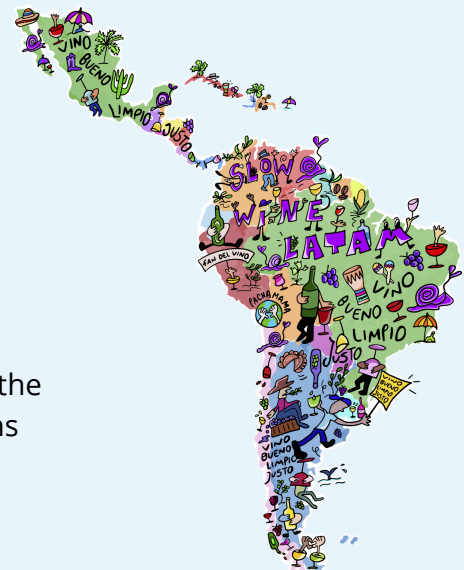 VINO
BUENO
LIMPIO
JUSTO
SLOW
WINE
LATAM
FAN DEL VINO
PACHAMAMA
VINO
BUENO
LIMPIO
JUSTO
VINO
BUENO
LIMPIO
JUSTO
the
ns
VINO
BUENO
LIMPIO
JUSTO